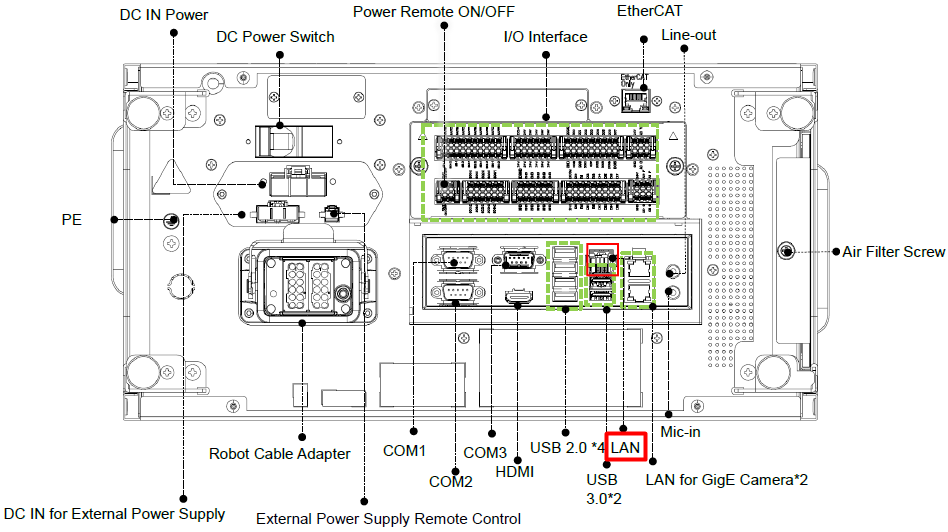 DC IN Power
Power Remote ON/OFF
EtherCAT
DC Power Switch
I/O Interface
Line-out
EtherCAT
Only
PE
Air Filter Screw
Robot Cable Adapter
COM1
COM2
COM3
HDMI
USB 2.0 *4
LAN
Mic-in
USB
3.0*2
LAN for GigE Camera*2
DC IN for External Power Supply
External Power Supply Remote Control